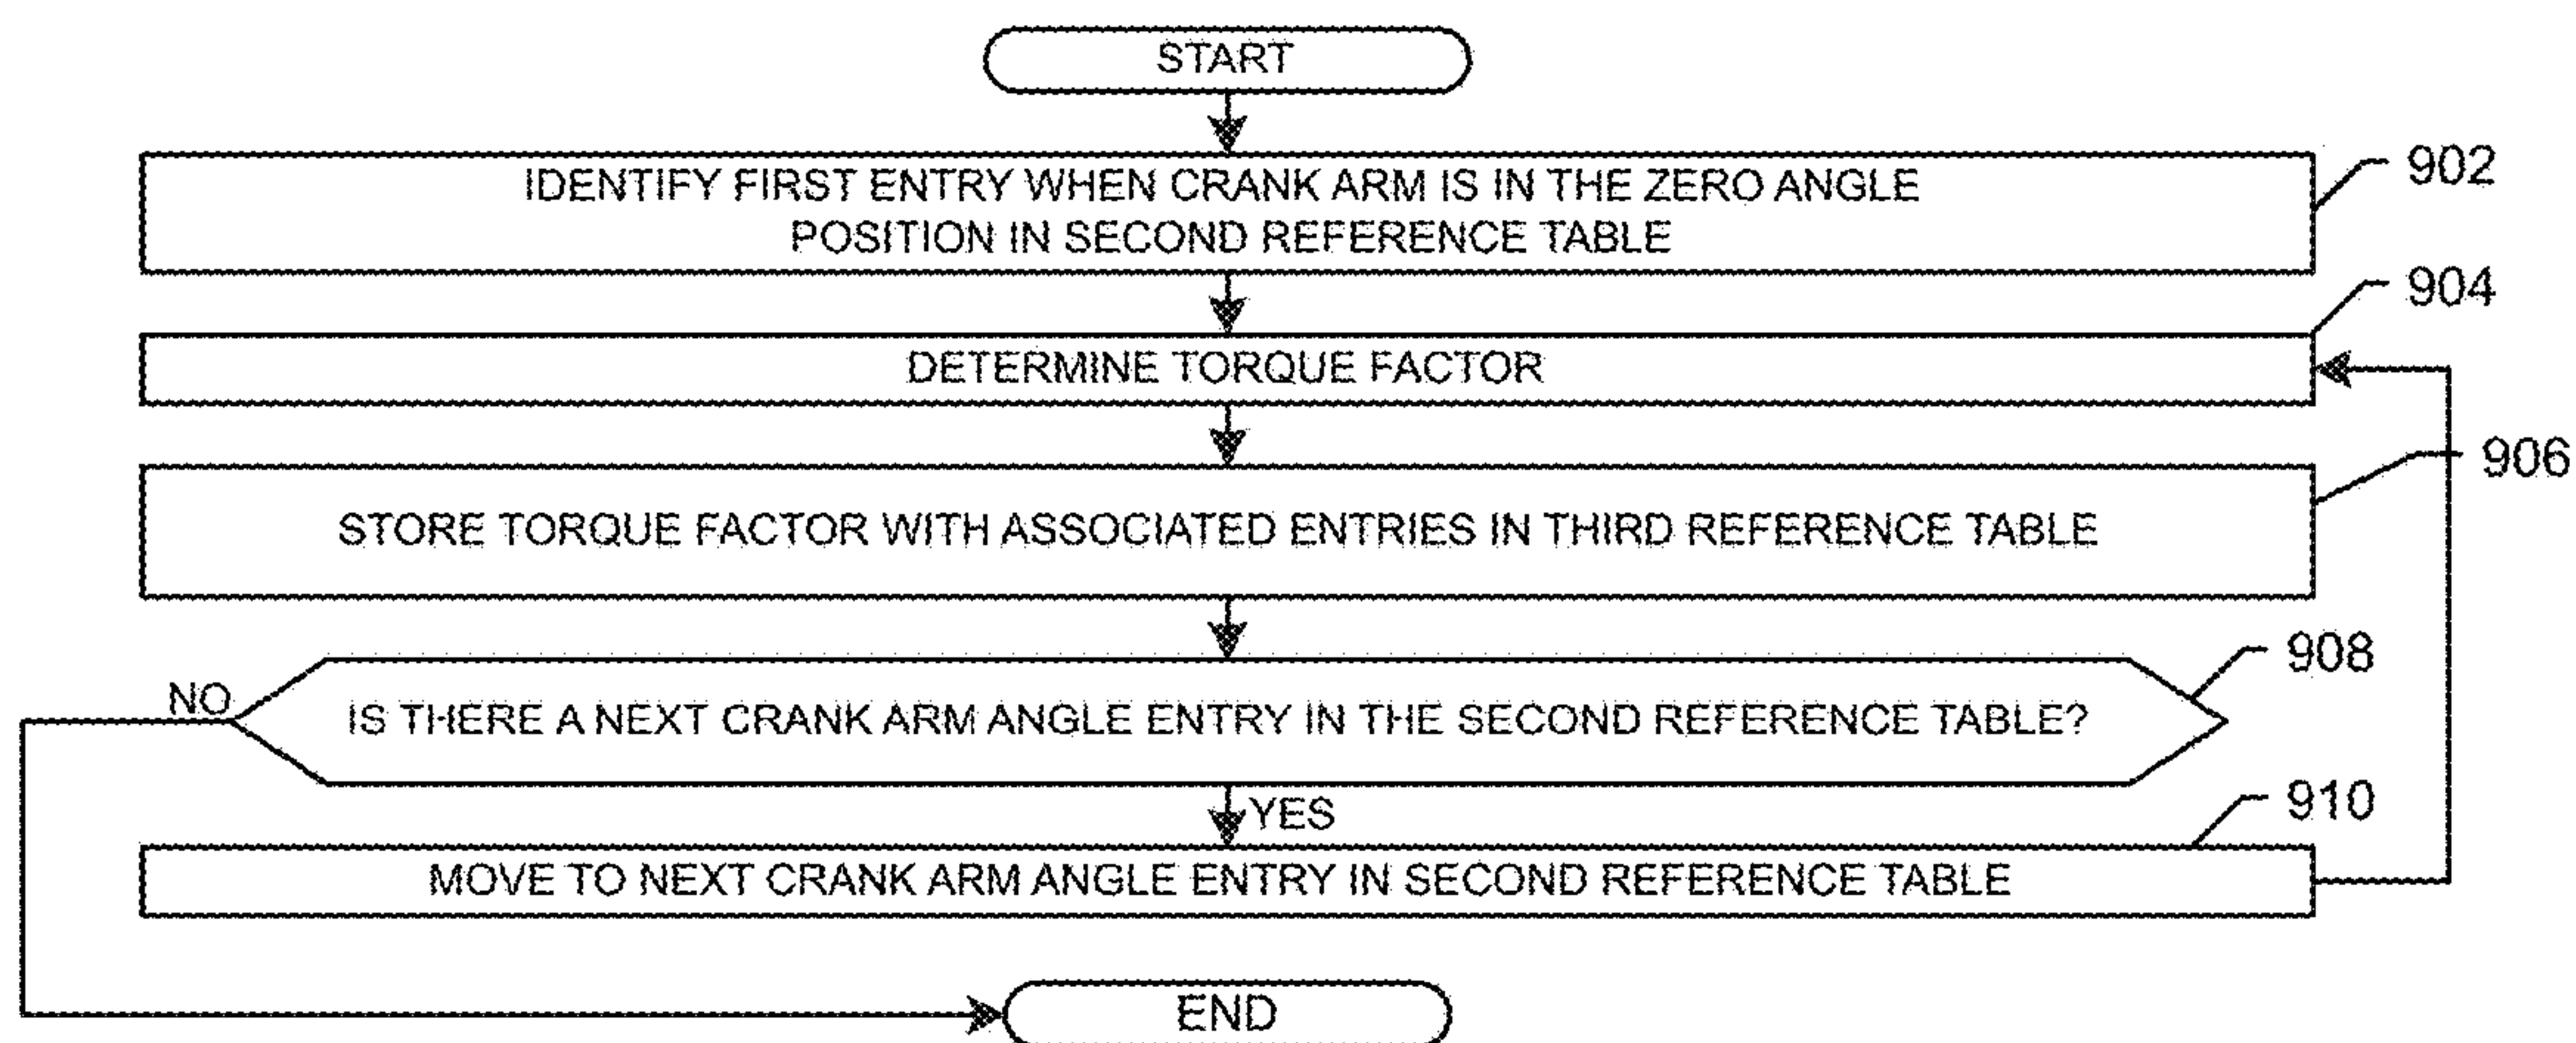 START
IDENTIFY FIRST ENTRY WHEN CRANK ARM IS IN THE ZERO ANGLE
POSITION IN SECOND REFERENCE TABLE
902
DETERMINE TORQUE FACTOR
904
STORE TORQUE FACTOR WITH ASSOCIATED ENTRIES IN THIRD REFERENCE TABLE
906
IS THERE A NEXT CRANK ARM ANGLE ENTRY IN THE SECOND REFERENCE TABLE?
908
NO
YES
MOVE TO NEXT CRANK ARM ANGLE ENTRY IN SECOND REFERENCE TABLE
910
END